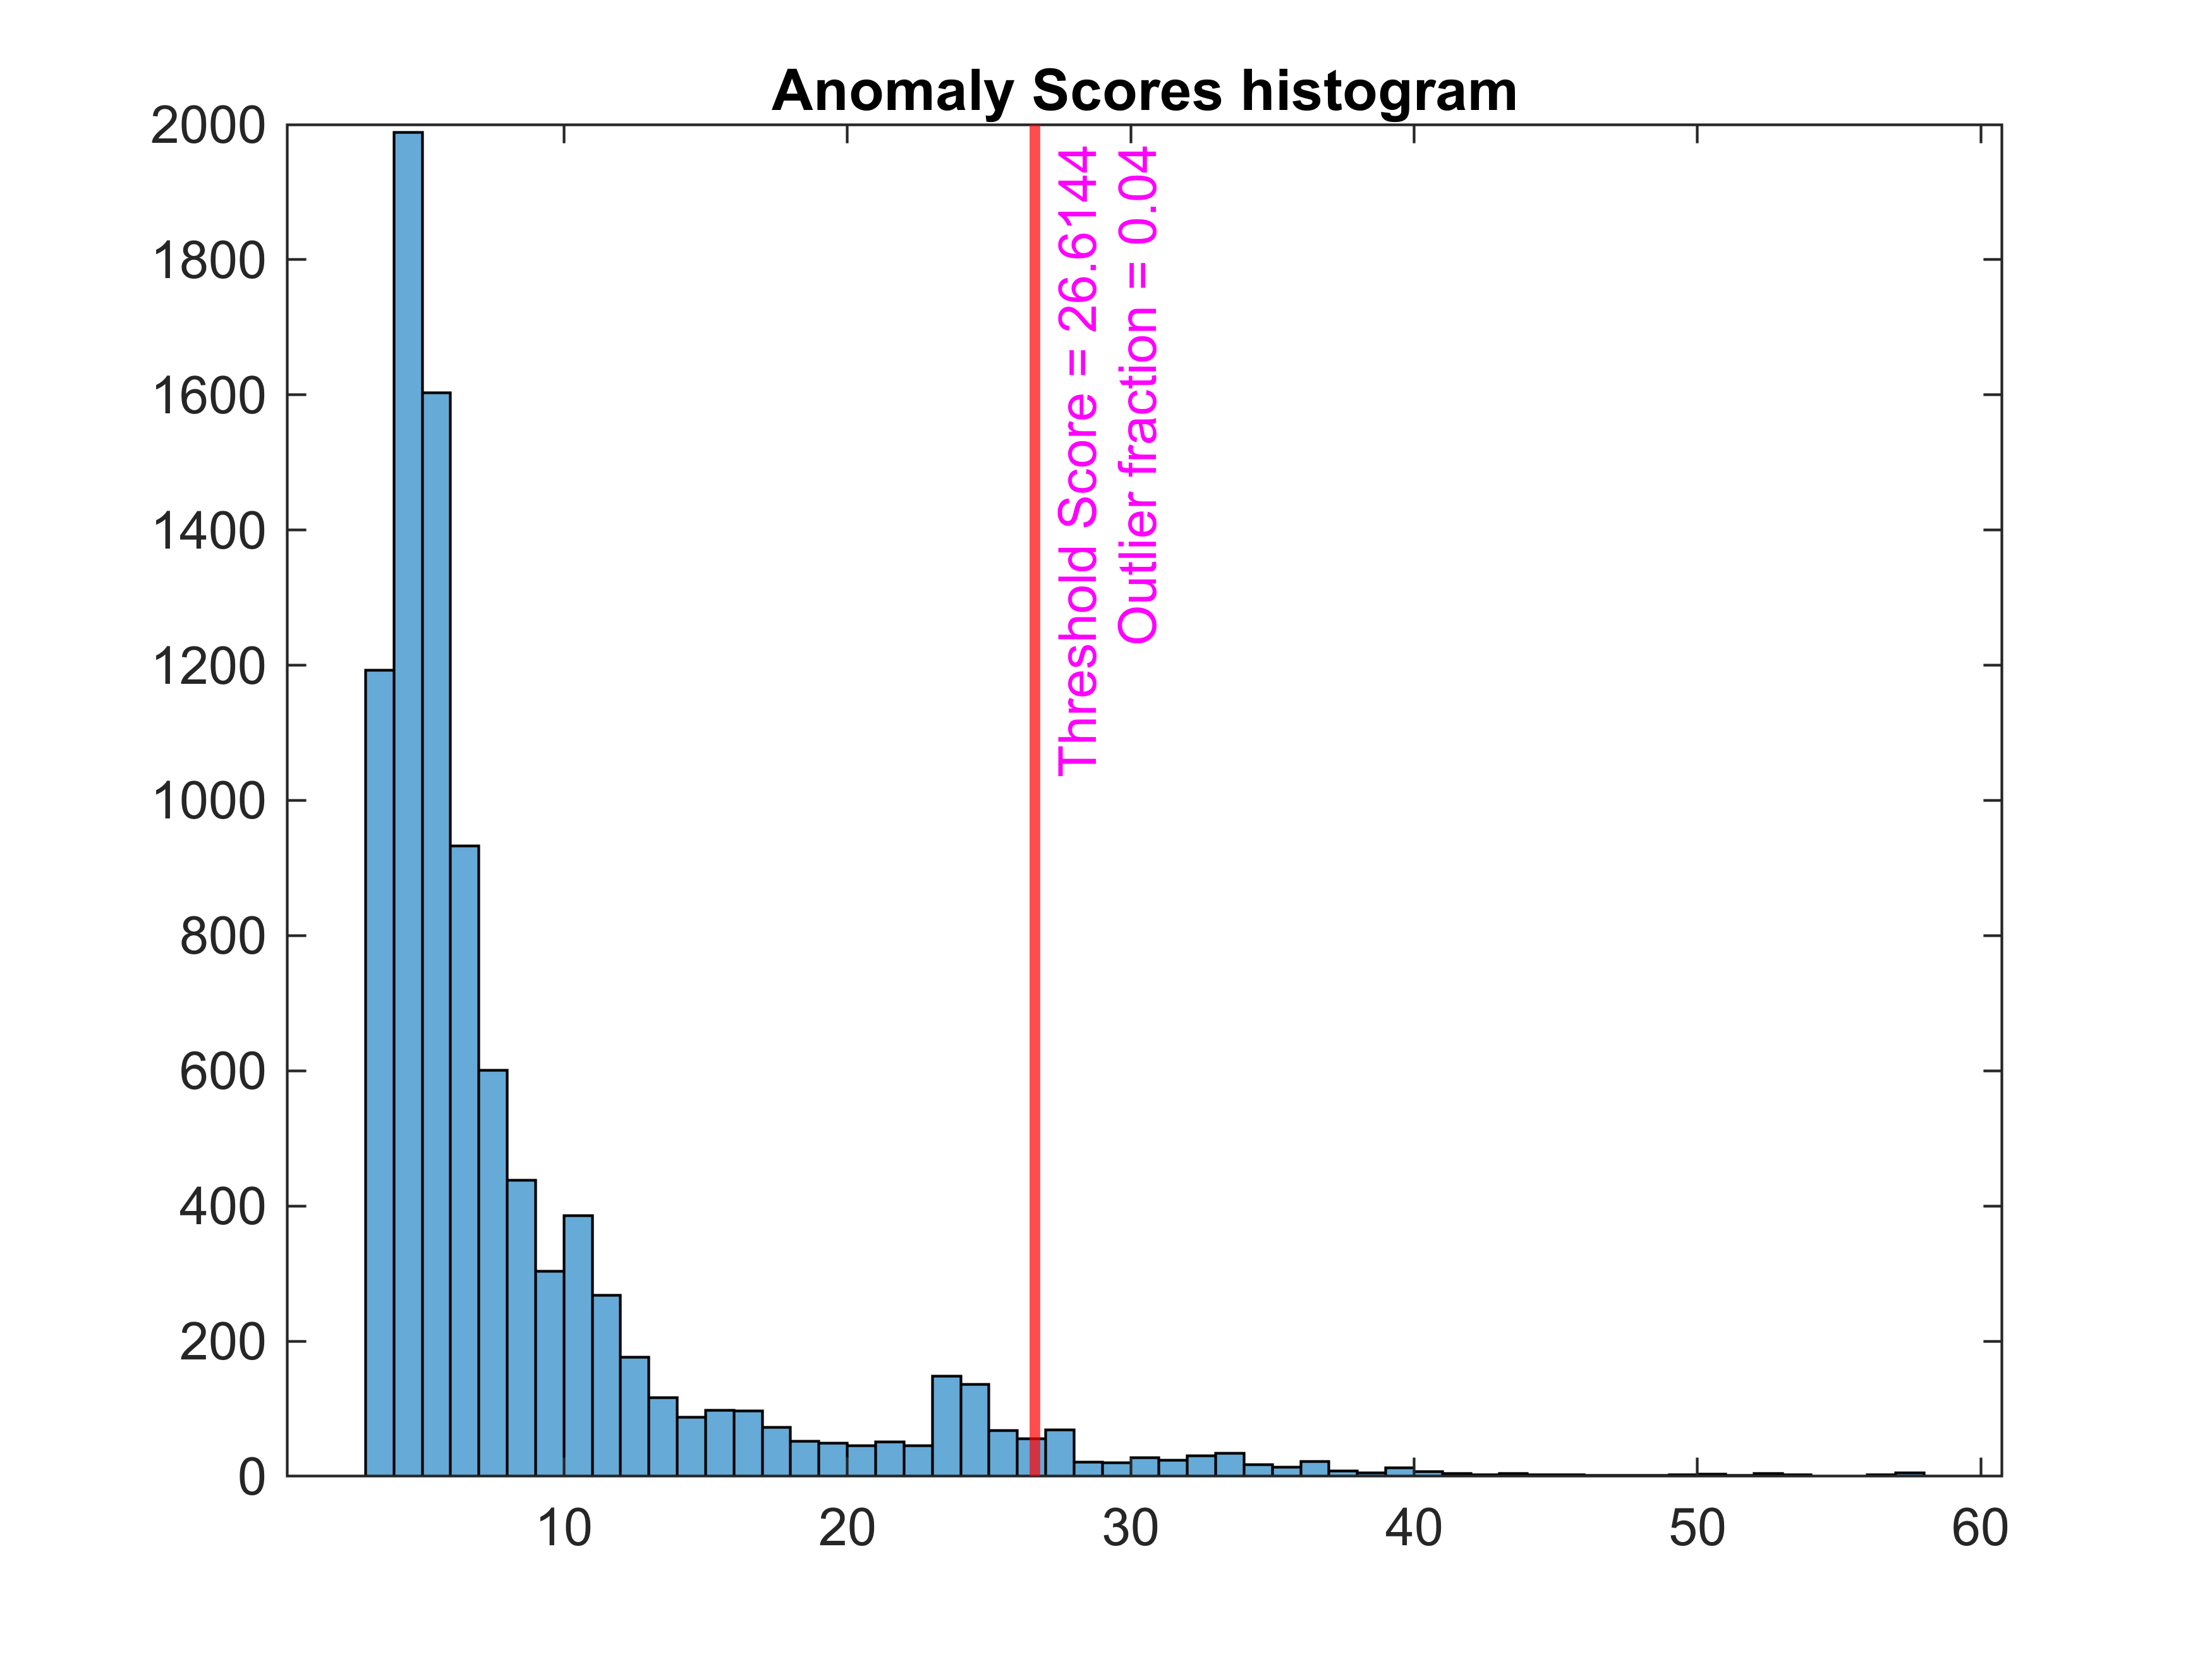 Anomaly Scores histogram
2000
1800
1600
1400
1200
1000
800
600
400
200
0
Threshold Score = 26.6144
Outlier fraction = 0.04
10 20 30 40 50 60